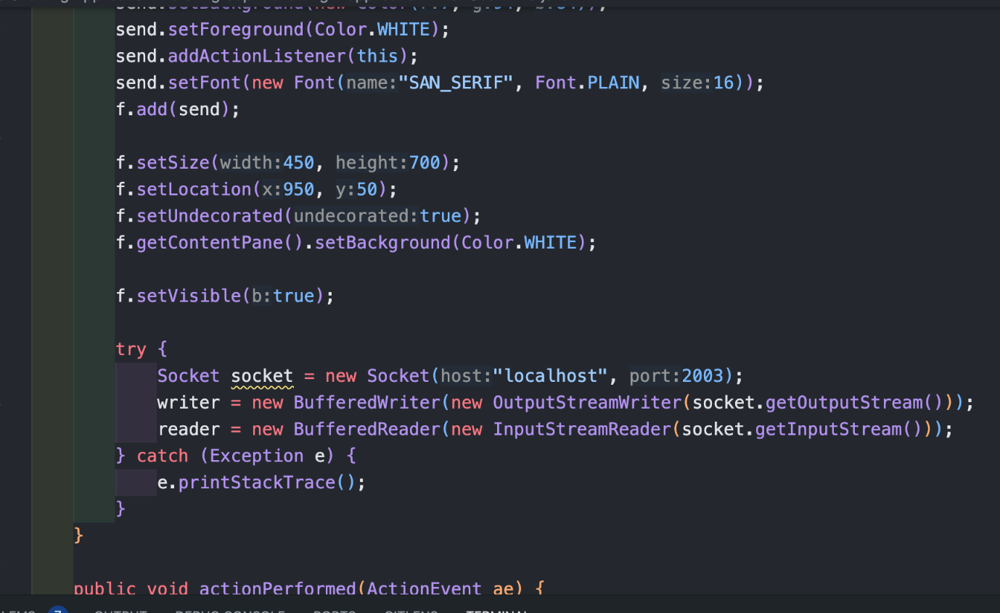 send.setForeground(Color.WHITE);
send.addActionListener(this);
send.setFont(new Font(name:"SAN_SERIF", Font.PLAIN, size:16));
f.add(send);
f.setSize(width:450, height:700);
f.setLocation(x:950, y:50);
f.setUndecorated(undecorated:true);
f.getContentPane().setBackground(Color.WHITE);
f.setVisible(b:true);
try {
Socket socket = new Socket(host:"localhost", port:2003);
writer = new BufferedWriter(new OutputStreamWriter(socket.getOutputStream()));
reader = new BufferedReader(new InputStreamReader(socket.getInputStream()));
} catch (Exception e) {
e.printStackTrace();
}
}
public void actionPerformed(ActionEvent ae) {
7 OUTPUT DEBUG CONSOLE PORTS GITLENS TERMINAL